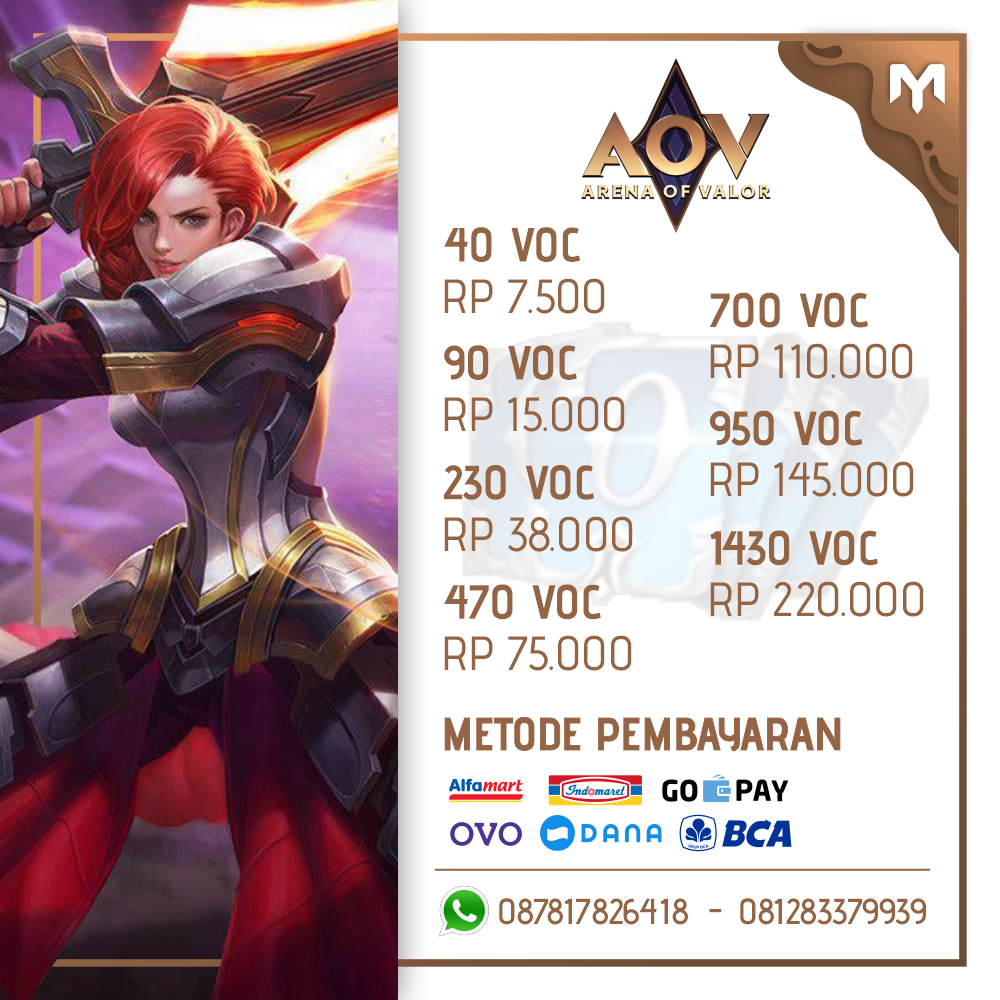 AOV
ARENA OF VALOR
40 VOC
RP 7.500
90 VOC
RP 15.000
230 VOC
RP 38.000
470 VOC
RP 75.000
700 VOC
RP 110.000
950 VOC
RP 145.000
1430 VOC
RP 220.000
METODE PEMBAYARAN
Alfamart Indomaret GO PAY
OVO DANA BCA
087817826418 - 081283379939